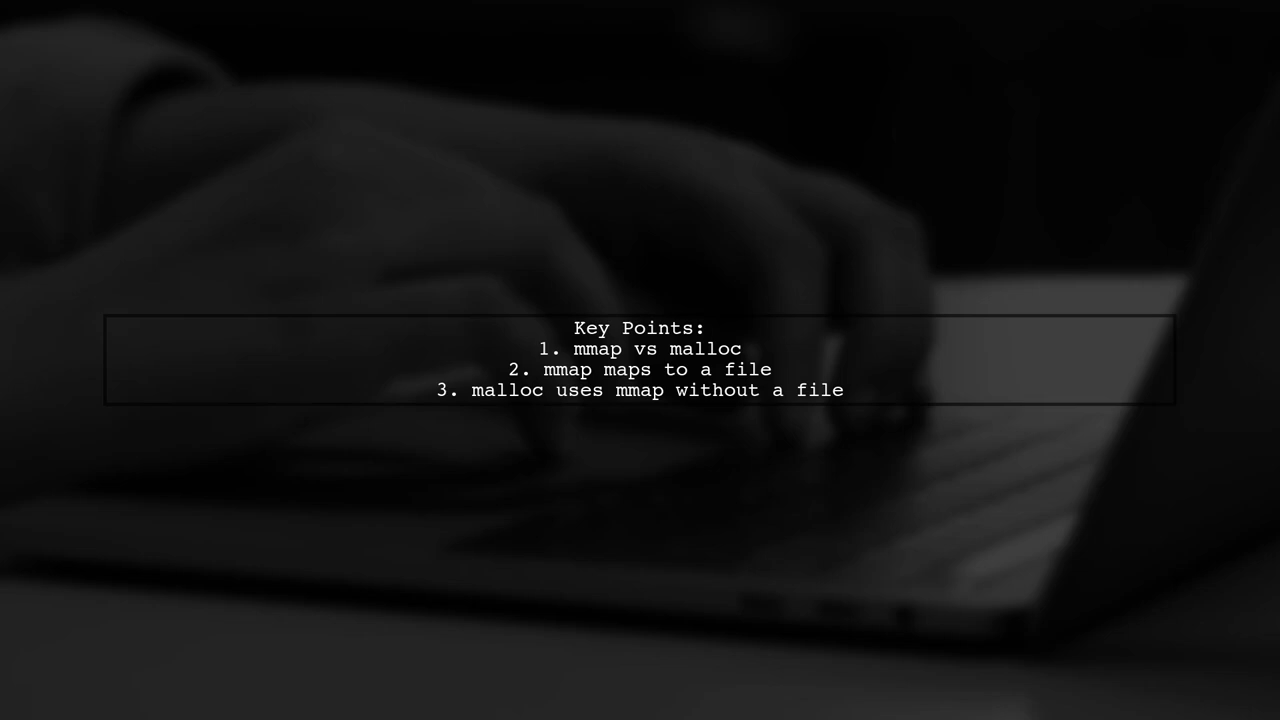 Key Points:
1. mmap vs malloc
2. mmap maps to a file
3. malloc uses mmap without a file